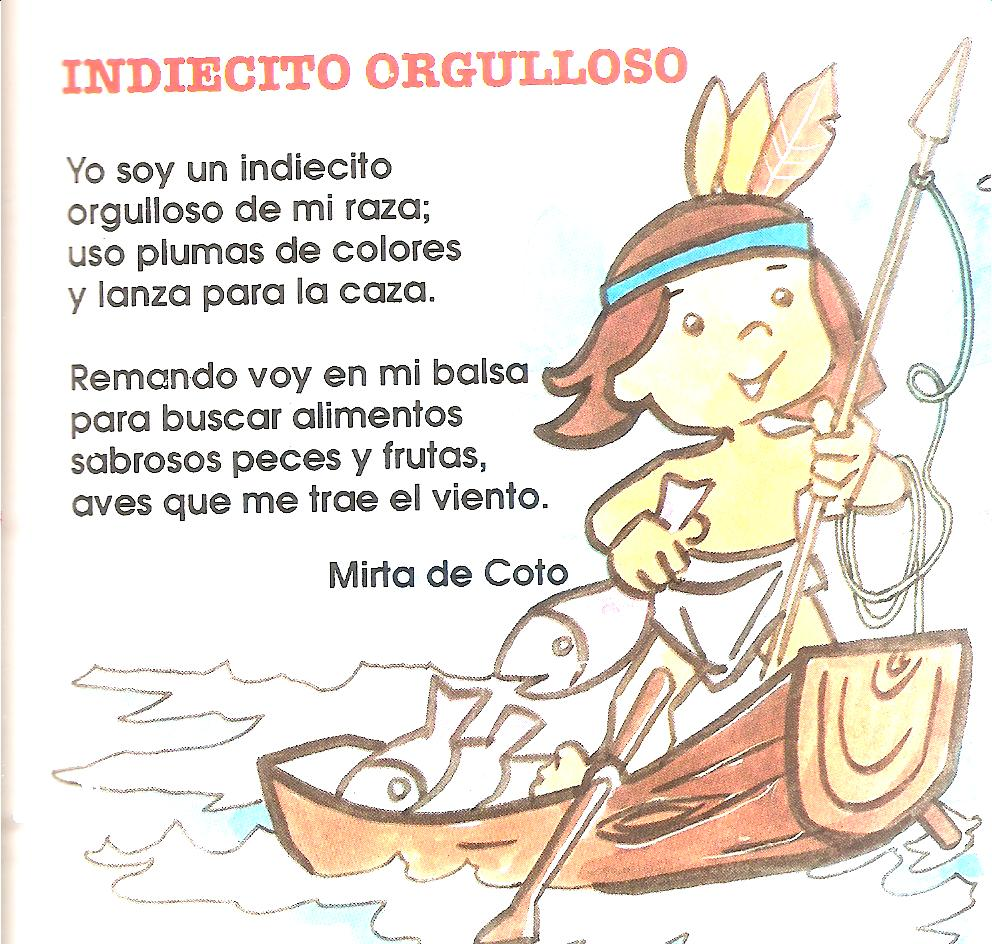 INDIECITO ORGULLOSO
Yo soy un indiecito
orgulloso de mi raza;
uso plumas de colores
y lanza para la caza.
Remando voy en mi balsa
para buscar alimentos
sabrosos peces y frutas,
aves que me trae el viento.
Mirta de Coto